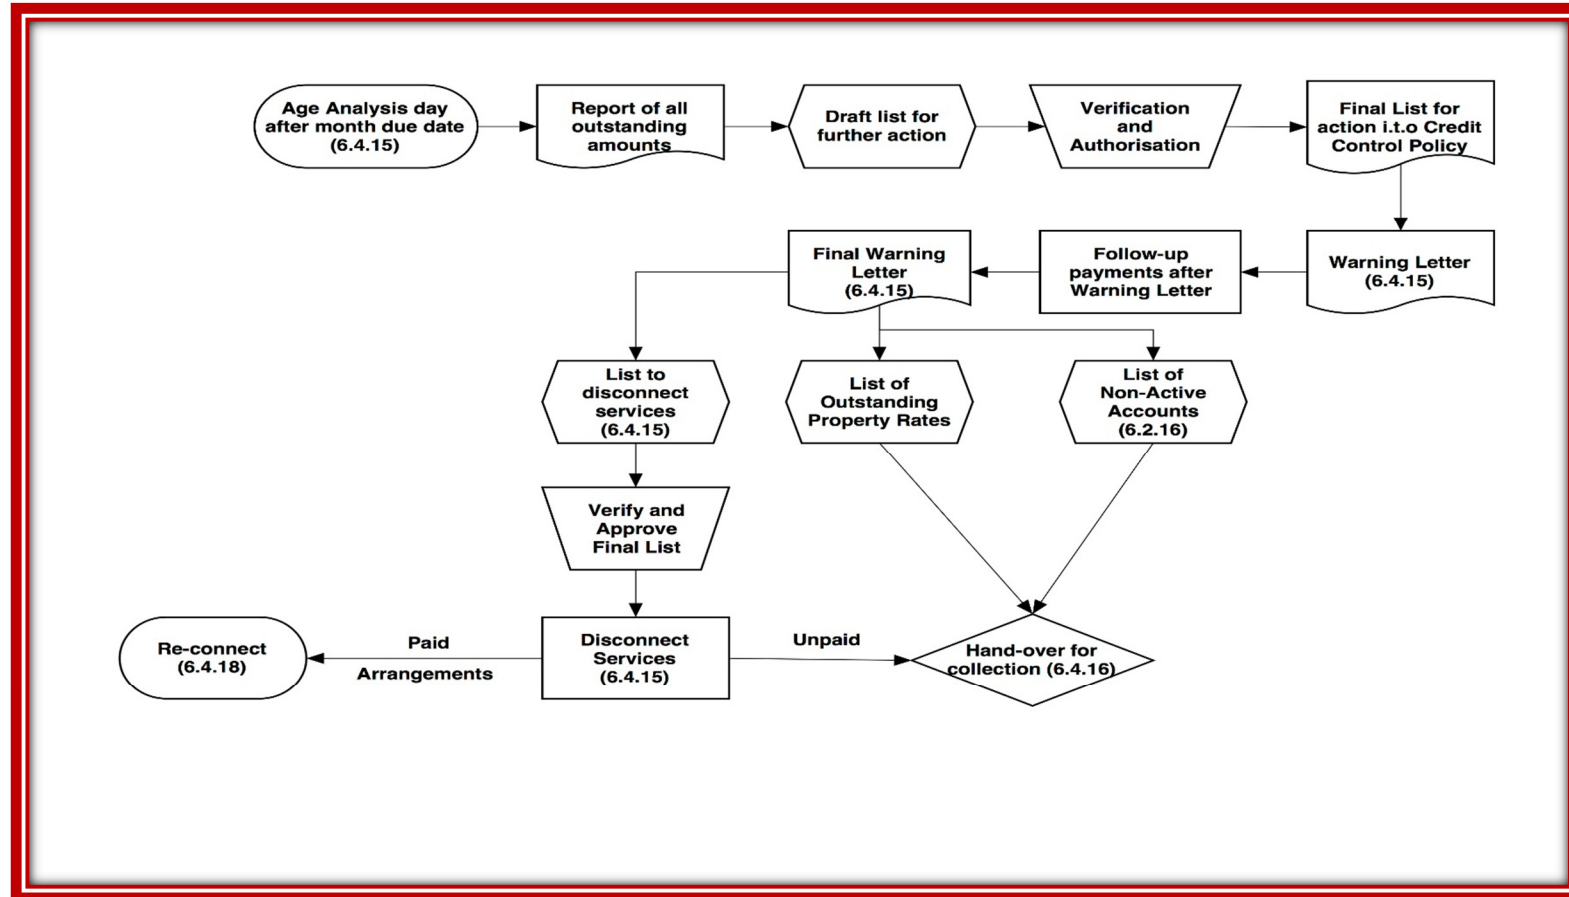 Age Analysis day
after month due date
(6.4.15)
Report of all
outstanding
amounts
Draft list for
further action
Verification
and
Authorisation
Final List for
action i.t.o Credit
Control Policy
Warning Letter
(6.4.15)
Follow-up
payments after
Warning Letter
Final Warning
Letter
(6.4.15)
List to
disconnect
services
(6.4.15)
List of
Outstanding
Property Rates
List of
Non-Active
Accounts
(6.2.16)
Verify and
Approve
Final List
Disconnect
Services
(6.4.15)
Paid
Arrangements
Re-connect
(6.4.18)
Unpaid
Hand-over for
collection (6.4.16)